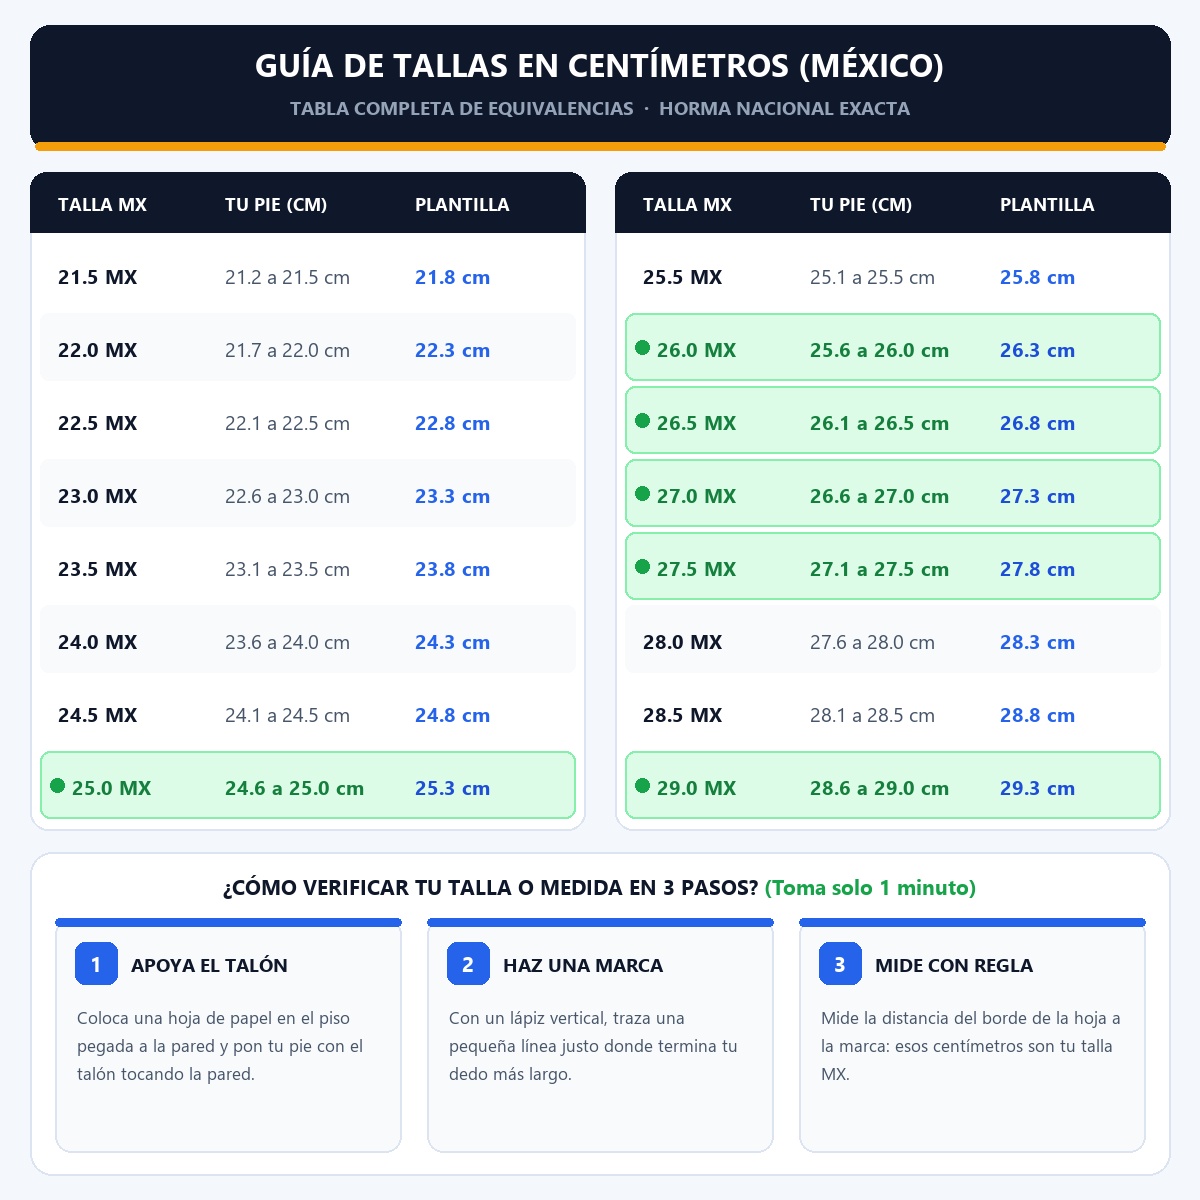 GUÍA DE TALLAS EN CENTÍMETROS (MÉXICO)
TABLA COMPLETA DE EQUIVALENCIAS · HORMA NACIONAL EXACTA
TALLA MX TU PIE (CM) PLANTILLA
21.5 MX 21.2 a 21.5 cm 21.8 cm
22.0 MX 21.7 a 22.0 cm 22.3 cm
22.5 MX 22.1 a 22.5 cm 22.8 cm
23.0 MX 22.6 a 23.0 cm 23.3 cm
23.5 MX 23.1 a 23.5 cm 23.8 cm
24.0 MX 23.6 a 24.0 cm 24.3 cm
24.5 MX 24.1 a 24.5 cm 24.8 cm
25.0 MX 24.6 a 25.0 cm 25.3 cm
TALLA MX TU PIE (CM) PLANTILLA
25.5 MX 25.1 a 25.5 cm 25.8 cm
26.0 MX 25.6 a 26.0 cm 26.3 cm
26.5 MX 26.1 a 26.5 cm 26.8 cm
27.0 MX 26.6 a 27.0 cm 27.3 cm
27.5 MX 27.1 a 27.5 cm 27.8 cm
28.0 MX 27.6 a 28.0 cm 28.3 cm
28.5 MX 28.1 a 28.5 cm 28.8 cm
29.0 MX 28.6 a 29.0 cm 29.3 cm
¿CÓMO VERIFICAR TU TALLA O MEDIDA EN 3 PASOS? (Toma solo 1 minuto)
1 APOYA EL TALÓN
Coloca una hoja de papel en el piso
pegada a la pared y pon tu pie con el
talón tocando la pared.
2 HAZ UNA MARCA
Con un lápiz vertical, traza una
pequeña línea justo donde termina tu
dedo más largo.
3 MIDE CON REGLA
Mide la distancia del borde de la hoja a
la marca: esos centímetros son tu talla
MX.